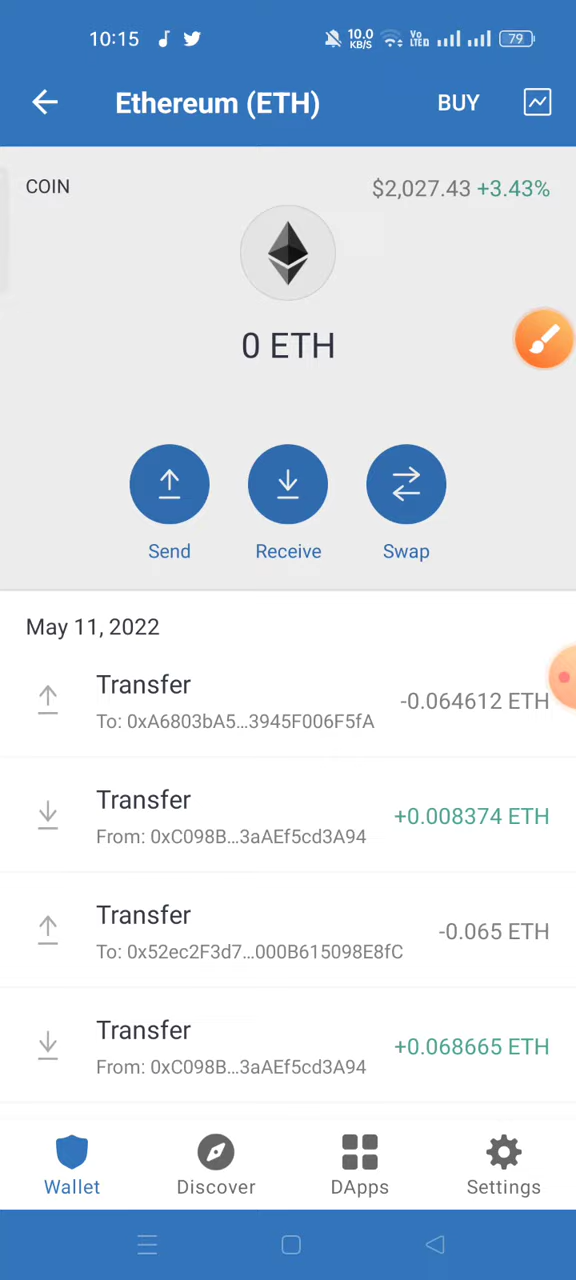 10:15 10.0 KB/S Vo LTED 79
Ethereum (ETH) BUY
COIN $2,027.43 +3.43%
0 ETH
Send Receive Swap
May 11, 2022
Transfer
-0.064612 ETH
To: 0xA6803bA5...3945F006F5fA
Transfer
+0.008374 ETH
From: 0xC098B...3aAEf5cd3A94
Transfer
-0.065 ETH
To: 0x52ec2F3d7...000B615098E8fC
Transfer
+0.068665 ETH
From: 0xC098B...3aAEf5cd3A94
Wallet Discover DApps Settings